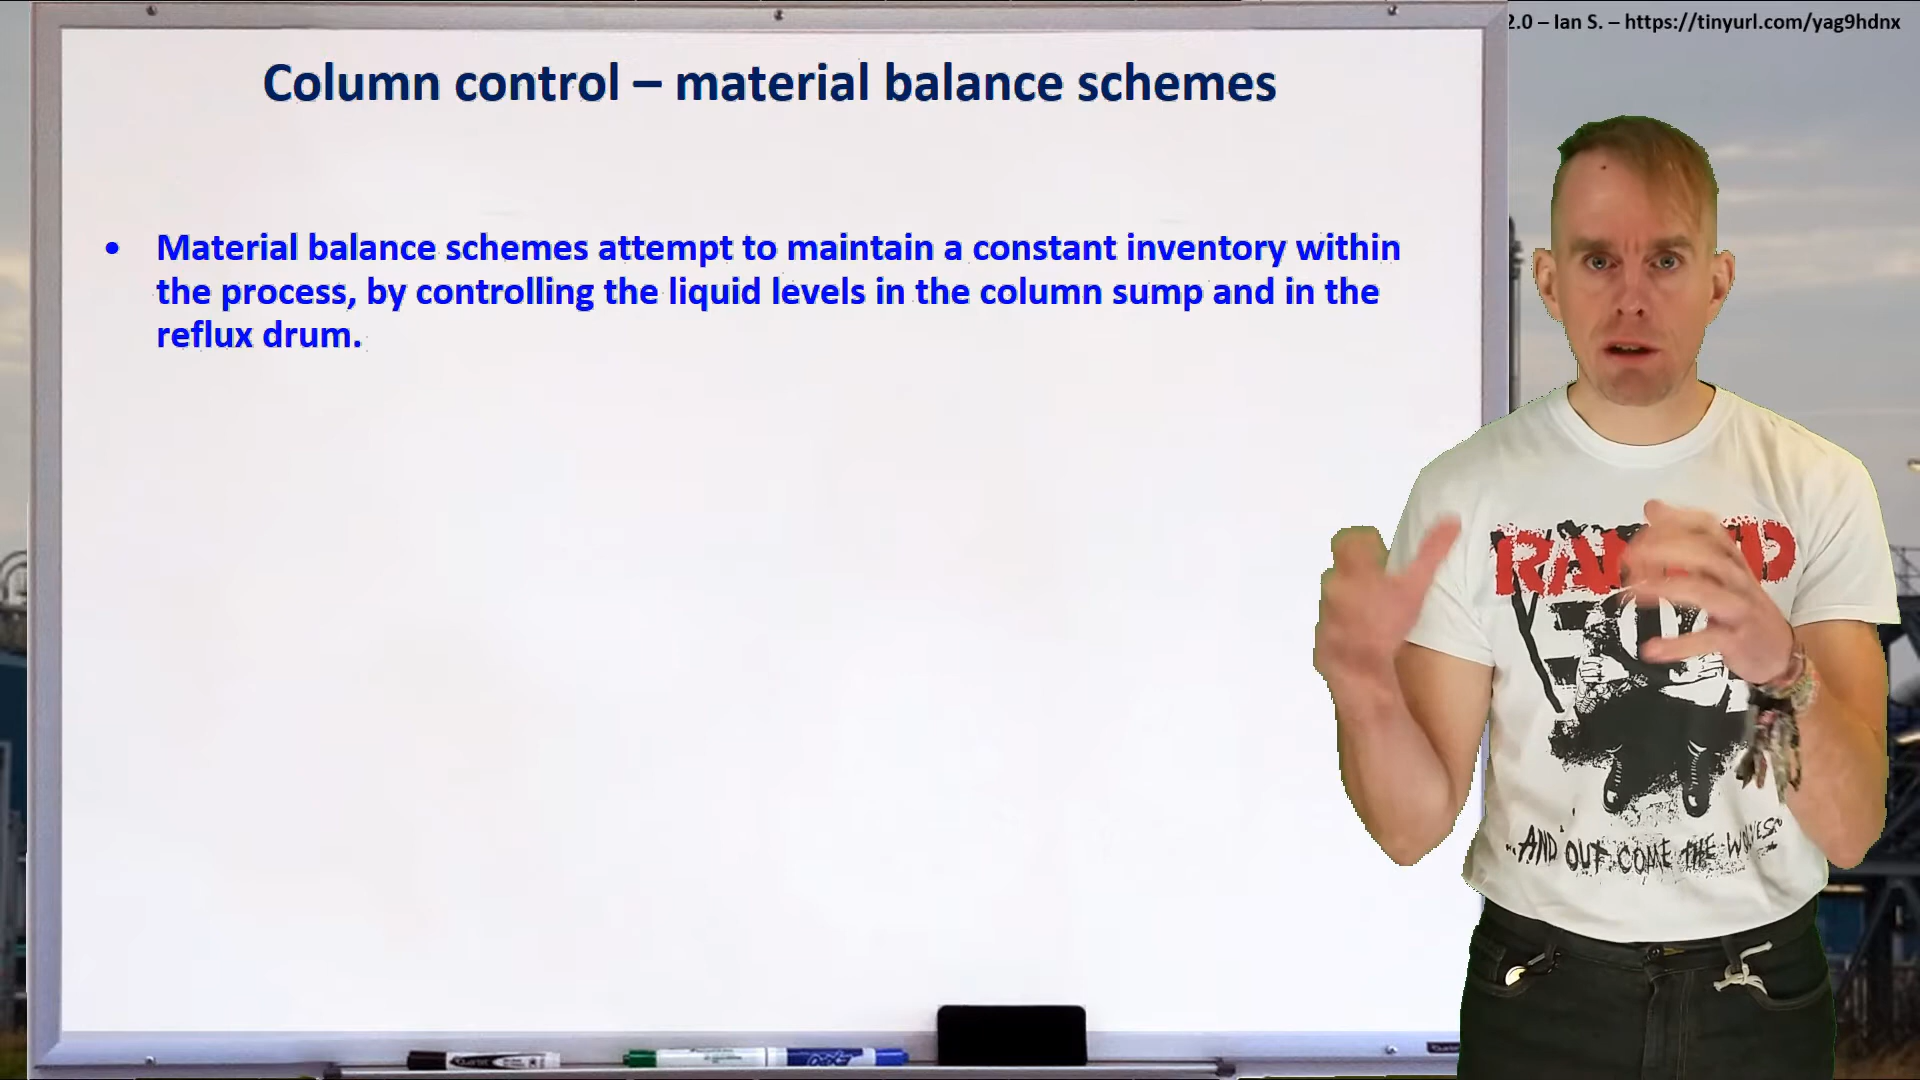 2.0 – Ian S. – https://tinyurl.com/yag9hdnx
Column control – material balance schemes
• Material balance schemes attempt to maintain a constant inventory within
the process, by controlling the liquid levels in the column sump and in the
reflux drum.
...AND OUT COME THE WOLVES